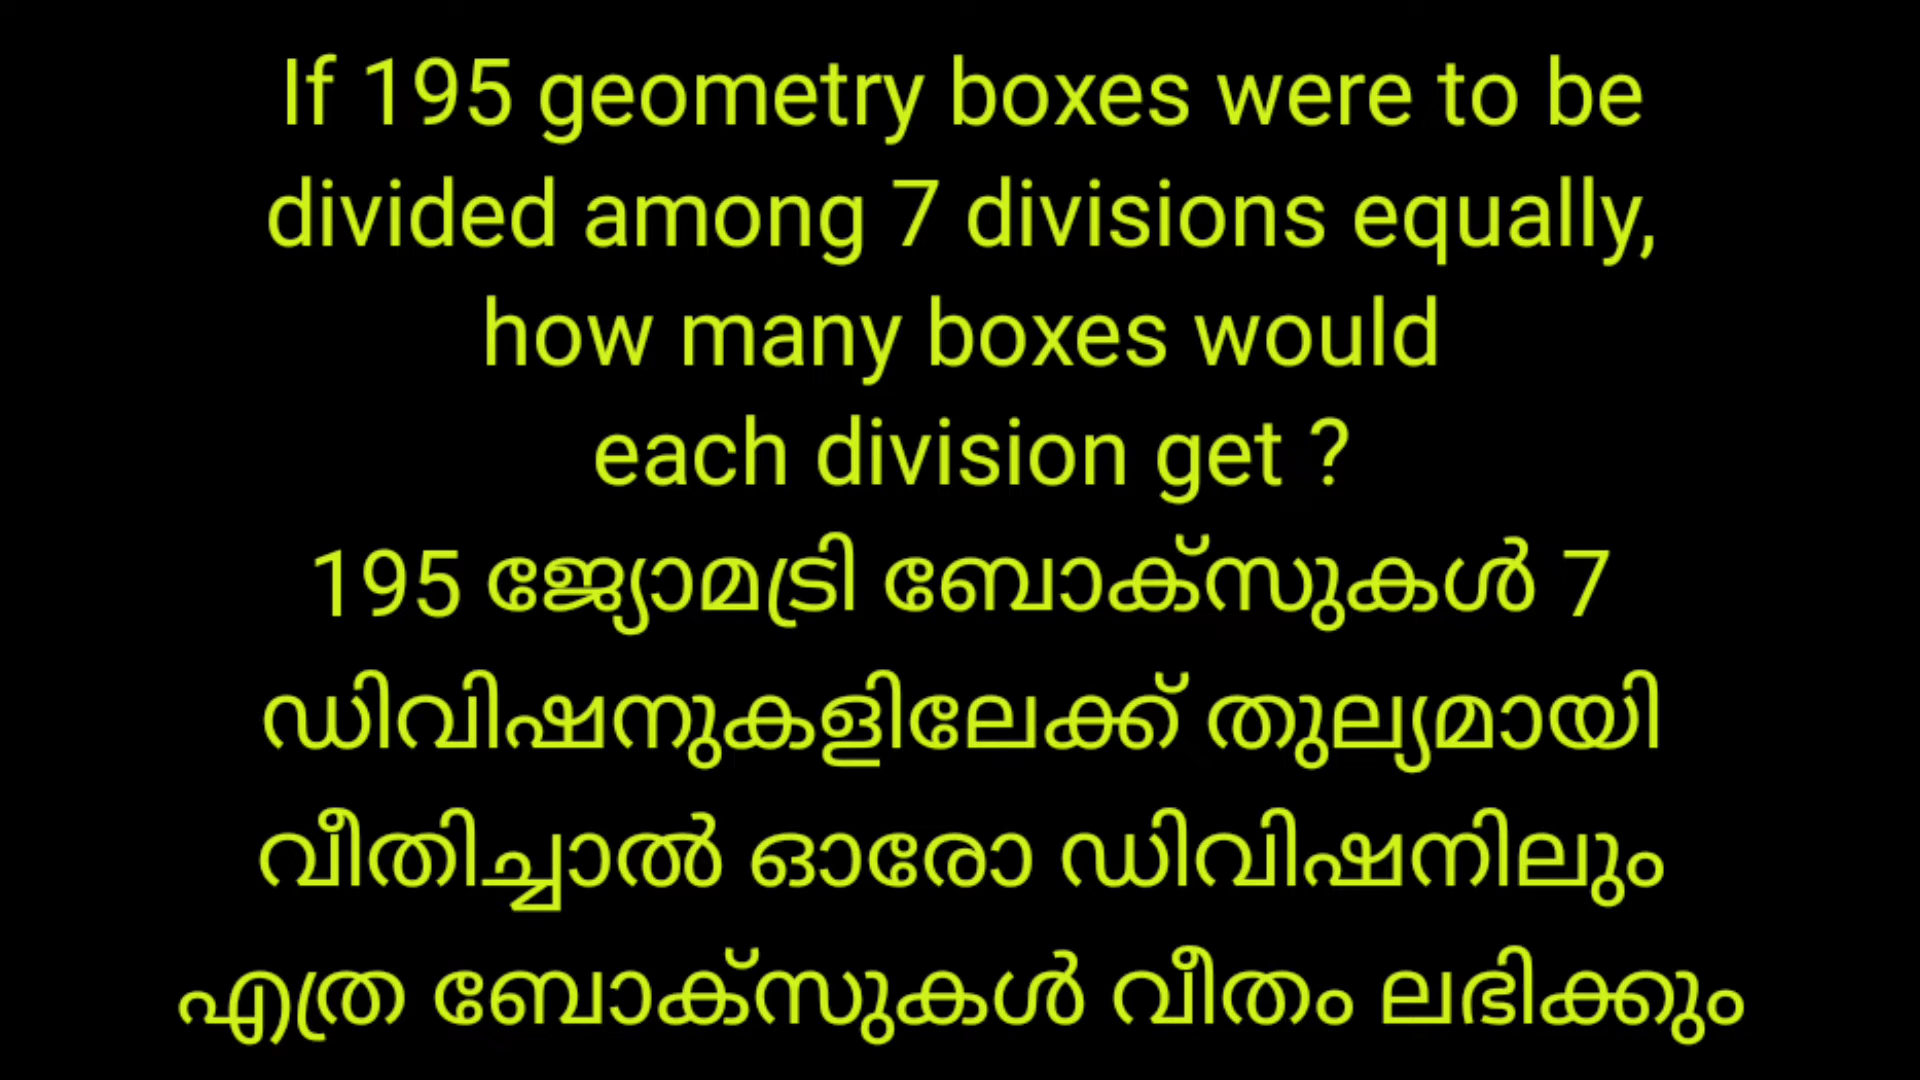 If 195 geometry boxes were to be
divided among 7 divisions equally,
how many boxes would
each division get ?
195 ജ്യോമട്രി ബോക്സുകൾ 7
ഡിവിഷനുകളിലേക്ക് തുല്യമായി
വീതിച്ചാൽ ഓരോ ഡിവിഷനിലും
എത്ര ബോക്സുകൾ വീതം ലഭിക്കും